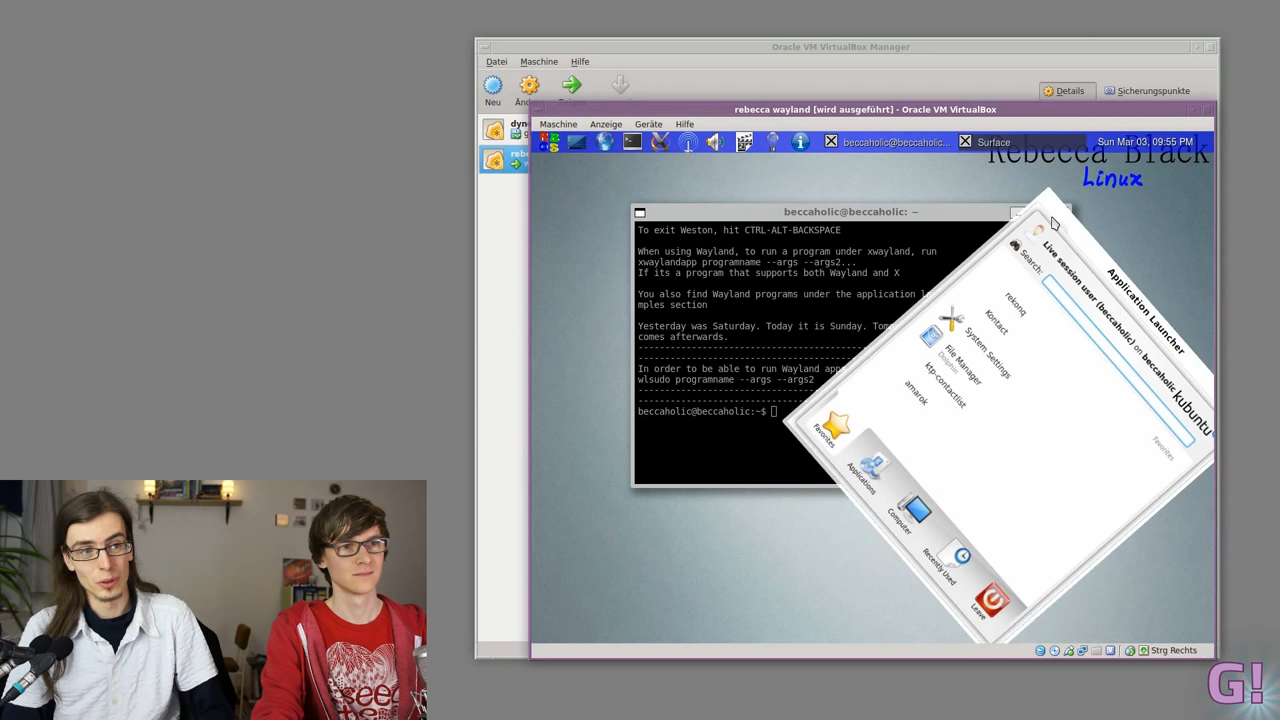 Oracle VM VirtualBox Manager
Datei Maschine Hilfe
Neu
Details Sicherungspunkte
rebecca wayland [wird ausgeführt] - Oracle VM VirtualBox
Maschine Anzeige Geräte Hilfe
beccaholic@beccaholic... Surface Sun Mar 03, 09:55 PM
Rebecca Black
Linux
beccaholic@beccaholic: ~
To exit Weston, hit CTRL-ALT-BACKSPACE
When using Wayland, to run a program under xwayland, run
xwaylandapp programname --args --args2...
If its a program that supports both Wayland and X
You also find Wayland programs under the application
mples section
Yesterday was Saturday. Today it is Sunday.
comes afterwards.
In order to be able to run Wayland
wlsudo programname --args --args2
beccaholic@beccaholic:~$
Application Launcher
Live session user (beccaholic) on beccaholic
kubuntu
Search:
Favorites
rekonq
Kontact
System Settings
File Manager
Dolphin
ktp-contactlist
amarok
Favorites
Applications
Computer
Recently Used
Leave
Strg Rechts
G!